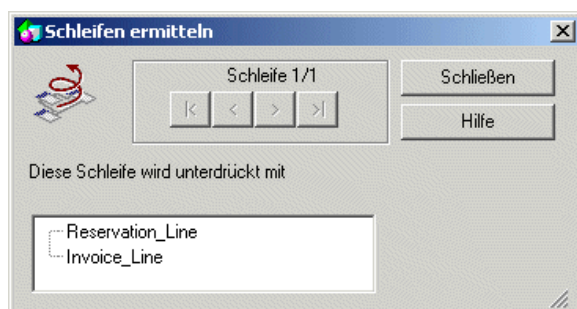 Schleifen ermitteln
Schleife 1/1
Schließen
Hilfe
Diese Schleife wird unterdrückt mit
Reservation_Line
Invoice_Line